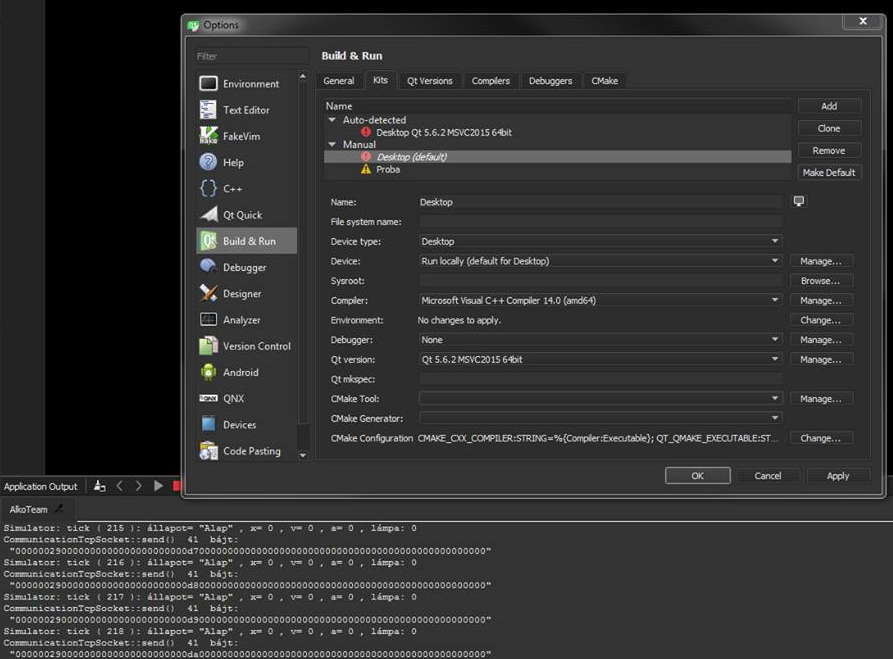 Options
Filter
Build & Run
Environment
Text Editor
FakeVim
Help
C++
Qt Quick
Build & Run
Debugger
Designer
Analyzer
Version Control
Android
QNX
Devices
Code Pasting
General Kits Qt Versions Compilers Debuggers CMake
Name
Auto-detected
Desktop Qt 5.6.2 MSVC2015 64bit
Manual
Desktop (default)
Proba
Add
Clone
Remove
Make Default
Name: Desktop
File system name:
Device type: Desktop
Device: Run locally (default for Desktop) Manage...
Sysroot: Browse...
Compiler: Microsoft Visual C++ Compiler 14.0 (amd64) Manage...
Environment: No changes to apply. Change...
Debugger: None Manage...
Qt version: Qt 5.6.2 MSVC2015 64bit Manage...
Qt mkspec:
CMake Tool: Manage...
CMake Generator:
CMake Configuration CMAKE_CXX_COMPILER:STRING=%{Compiler:Executable}; QT_QMAKE_EXECUTABLE:ST... Change...
OK Cancel Apply
Application Output
AlkoTeam
Simulator: tick ( 215 ): állapot= "Alap" , x= 0 , v= 0 , a= 0 , lámpa: 0
CommunicationTcpSocket::send() 41 bájt:
Simulator: tick ( 216 ): állapot= "Alap" , x= 0 , v= 0 , a= 0 , lámpa: 0
CommunicationTcpSocket::send() 41 bájt:
Simulator: tick ( 217 ): állapot= "Alap" , x= 0 , v= 0 , a= 0 , lámpa: 0
CommunicationTcpSocket::send() 41 bájt:
Simulator: tick ( 218 ): állapot= "Alap" , x= 0 , v= 0 , a= 0 , lámpa: 0
CommunicationTcpSocket::send() 41 bájt: